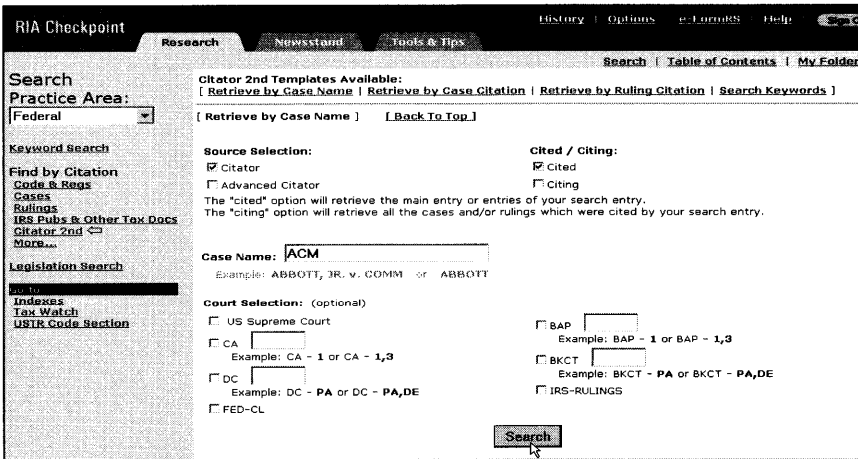 RIA Checkpoint
History | Options | e-FormRS | Help
Research Newsstand Tools & Tips
Search | Table of Contents | My Folder
Search
Practice Area:
Federal
Keyword Search
Find by Citation
Code & Regs
Cases
Rulings
IRS Pubs & Other Tax Docs
Citator 2nd
More...
Legislation Search
Go To
Indexes
Tax Watch
USTR Code Section
Citator 2nd Templates Available:
[ Retrieve by Case Name | Retrieve by Case Citation | Retrieve by Ruling Citation | Search Keywords ]
[ Retrieve by Case Name ] [ Back To Top ]
Source Selection: Cited / Citing:
Citator Cited
Advanced Citator Citing
The "cited" option will retrieve the main entry or entries of your search entry.
The "citing" option will retrieve all the cases and/or rulings which were cited by your search entry.
Case Name: ACM
Example: ABBOTT, JR. v. COMM or ABBOTT
Court Selection: (optional)
US Supreme Court BAP
Example: BAP - 1 or BAP - 1,3
CA
Example: CA - 1 or CA - 1,3
BKCT
Example: BKCT - PA or BKCT - PA,DE
DC
Example: DC - PA or DC - PA,DE
IRS-RULINGS
FED-CL
Search